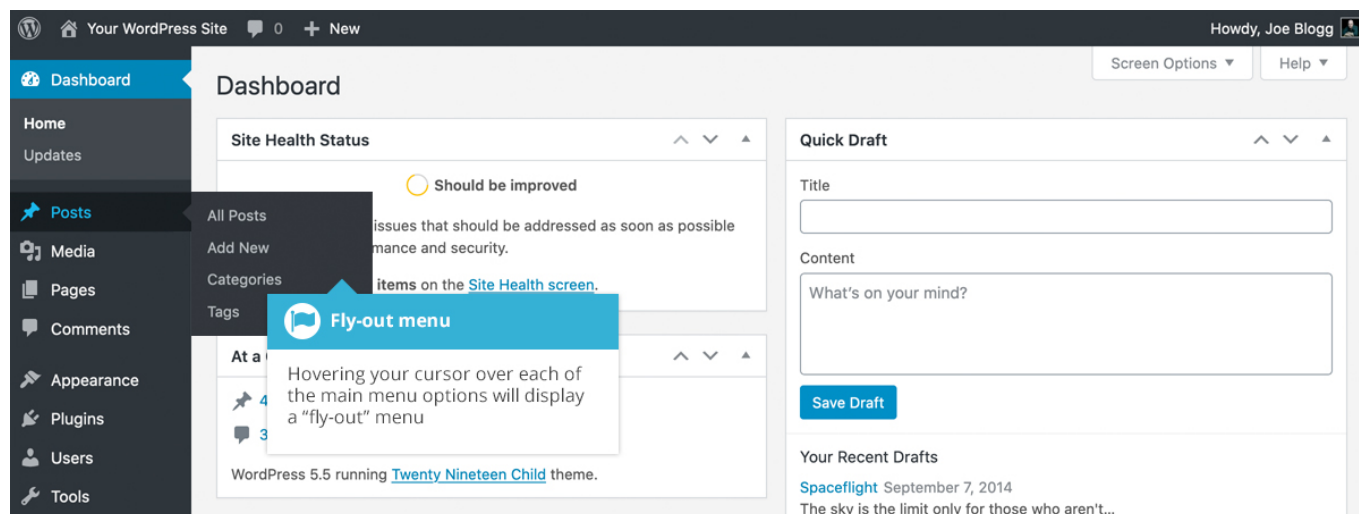 Your WordPress Site 0 + New
Howdy, Joe Blogg
Dashboard
Home
Updates
Posts
Media
Pages
Comments
Appearance
Plugins
Users
Tools
All Posts
Add New
Categories
Tags
Dashboard
Screen Options ▼
Help ▼
Site Health Status
Should be improved
issues that should be addressed as soon as possible
mance and security.
items on the Site Health screen.
Fly-out menu
Hovering your cursor over each of
the main menu options will display
a “fly-out” menu
At a
4
3
WordPress 5.5 running Twenty Nineteen Child theme.
Quick Draft
Title
Content
What's on your mind?
Save Draft
Your Recent Drafts
Spaceflight September 7, 2014
The sky is the limit only for those who aren't...